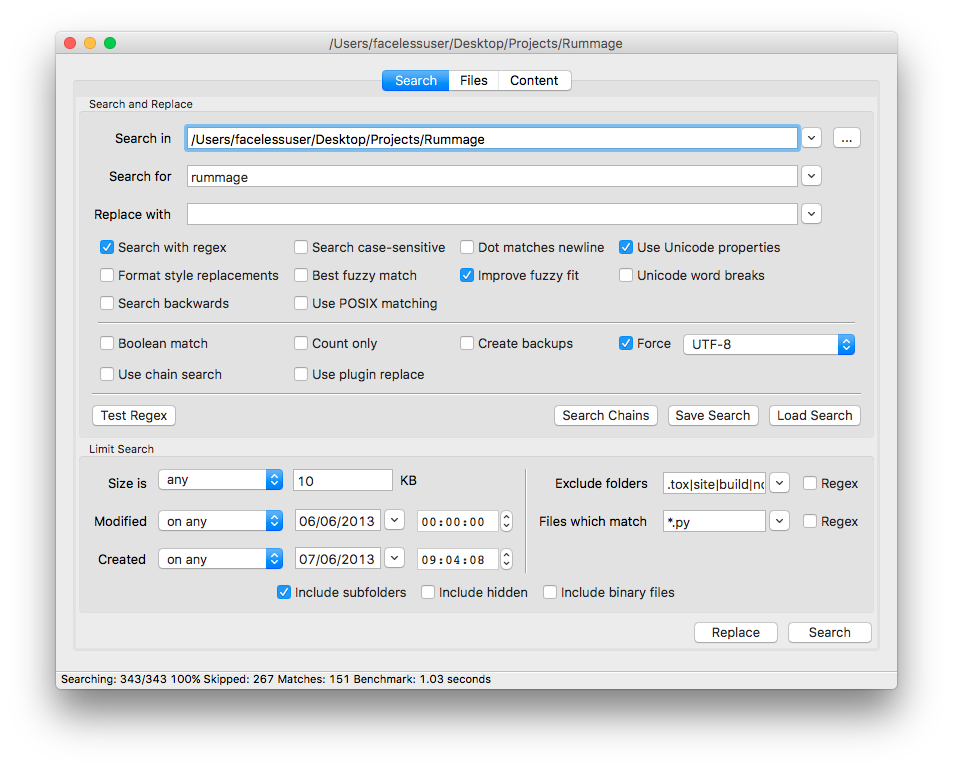 /Users/facelessuser/Desktop/Projects/Rummage
Search Files Content
Search and Replace
Search in /Users/facelessuser/Desktop/Projects/Rummage ...
Search for rummage
Replace with
Search with regex Search case-sensitive Dot matches newline Use Unicode properties
Format style replacements Best fuzzy match Improve fuzzy fit Unicode word breaks
Search backwards Use POSIX matching
Boolean match Count only Create backups Force UTF-8
Use chain search Use plugin replace
Test Regex Search Chains Save Search Load Search
Limit Search
Size is any 10 KB Exclude folders .tox|site|build|no Regex
Modified on any 06/06/2013 00:00:00 Files which match *.py Regex
Created on any 07/06/2013 09:04:08
Include subfolders Include hidden Include binary files
Replace Search
Searching: 343/343 100% Skipped: 267 Matches: 151 Benchmark: 1.03 seconds